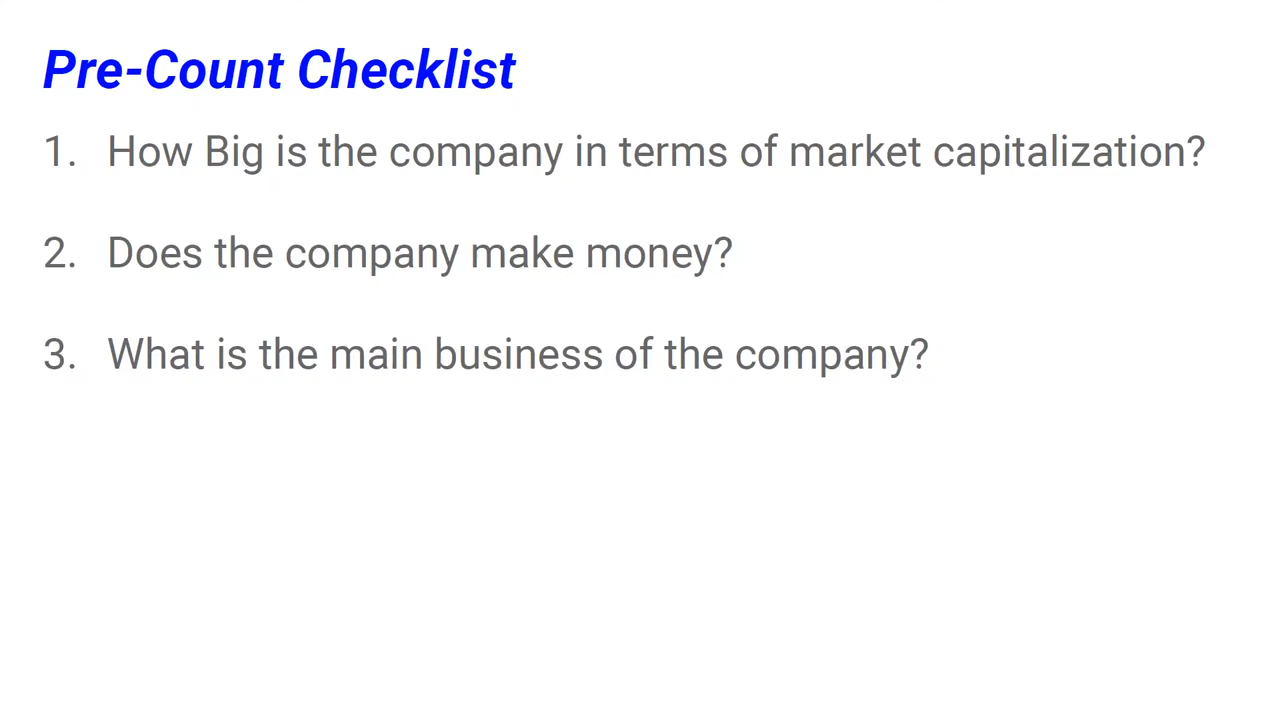 Pre-Count Checklist
1. How Big is the company in terms of market capitalization?
2. Does the company make money?
3. What is the main business of the company?